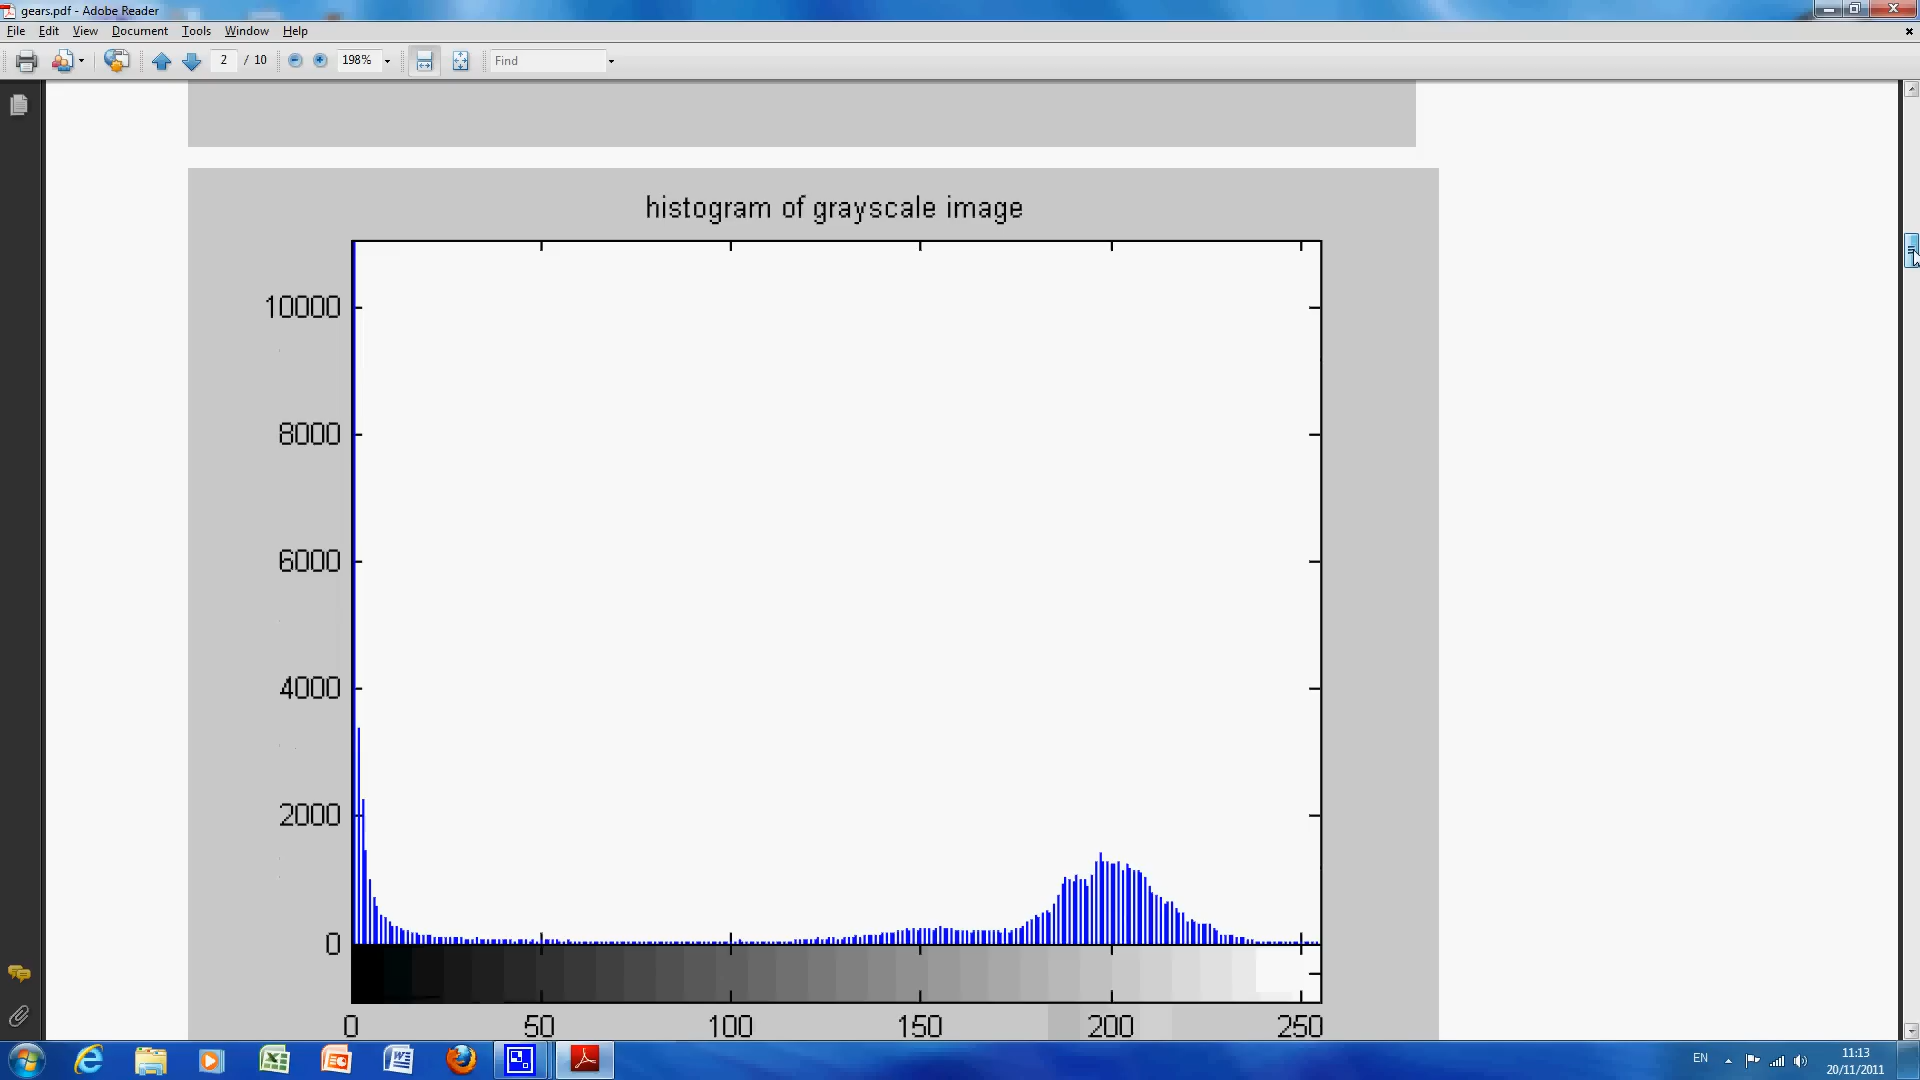 gears.pdf - Adobe Reader
File Edit View Document Tools Window Help
2 / 10 198% Find
histogram of grayscale image
10000
8000
6000
4000
2000
0
0 50 100 150 200 250
EN 11:13
20/11/2011